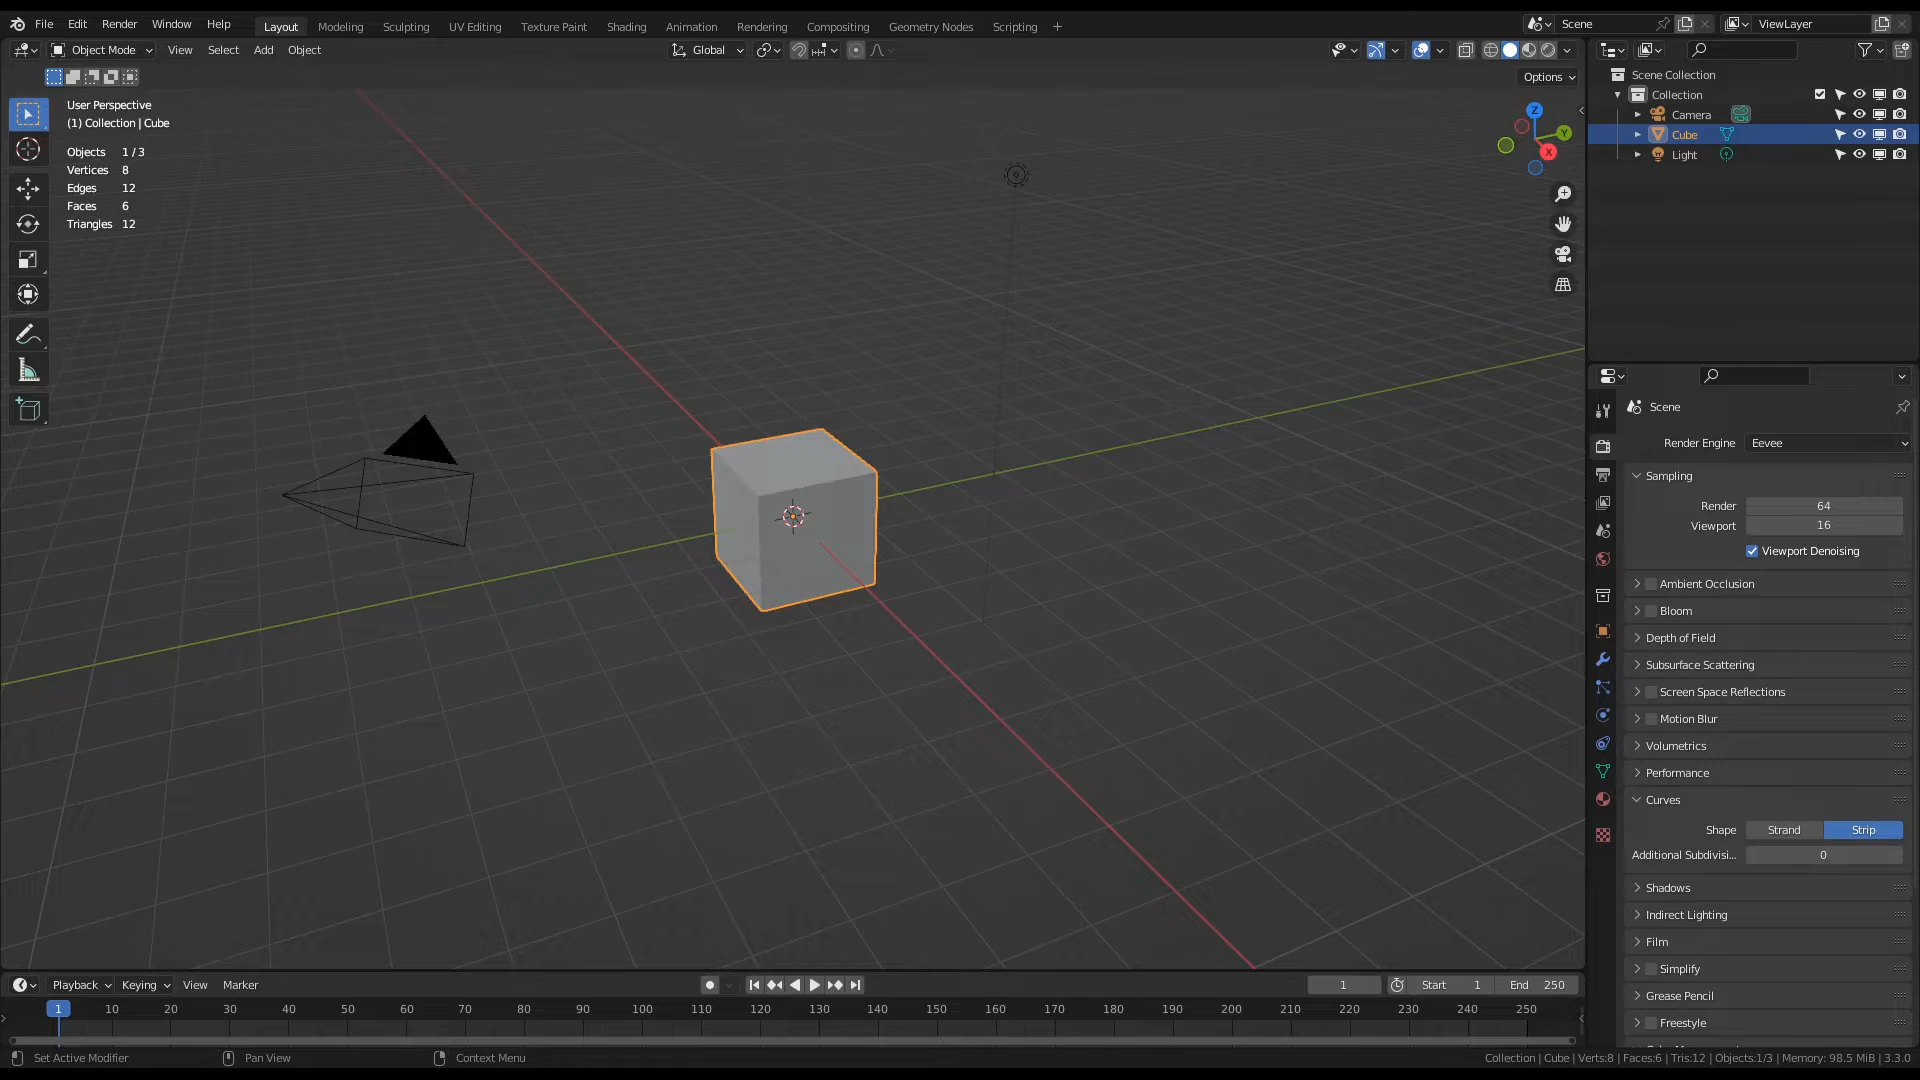 File Edit Render Window Help Layout Modeling Sculpting UV Editing Texture Paint Shading Animation Rendering Compositing Geometry Nodes Scripting + Scene ViewLayer
Object Mode View Select Add Object Global
Options
User Perspective
(1) Collection | Cube
Objects 1 / 3
Vertices 8
Edges 12
Faces 6
Triangles 12
Z
Y
X
Scene Collection
Collection
Camera
Cube
Light
Scene
Render Engine Eevee
Sampling
Render 64
Viewport 16
Viewport Denoising
Ambient Occlusion
Bloom
Depth of Field
Subsurface Scattering
Screen Space Reflections
Motion Blur
Volumetrics
Performance
Curves
Shape Strand Strip
Additional Subdivisi... 0
Shadows
Indirect Lighting
Film
Simplify
Grease Pencil
Freestyle
Playback Keying View Marker 1 Start 1 End 250
1 10 20 30 40 50 60 70 80 90 100 110 120 130 140 150 160 170 180 190 200 210 220 230 240 250
Set Active Modifier Pan View Context Menu Collection | Cube | Verts:8 | Faces:6 | Tris:12 | Objects:1/3 | Memory: 98.5 MiB | 3.3.0